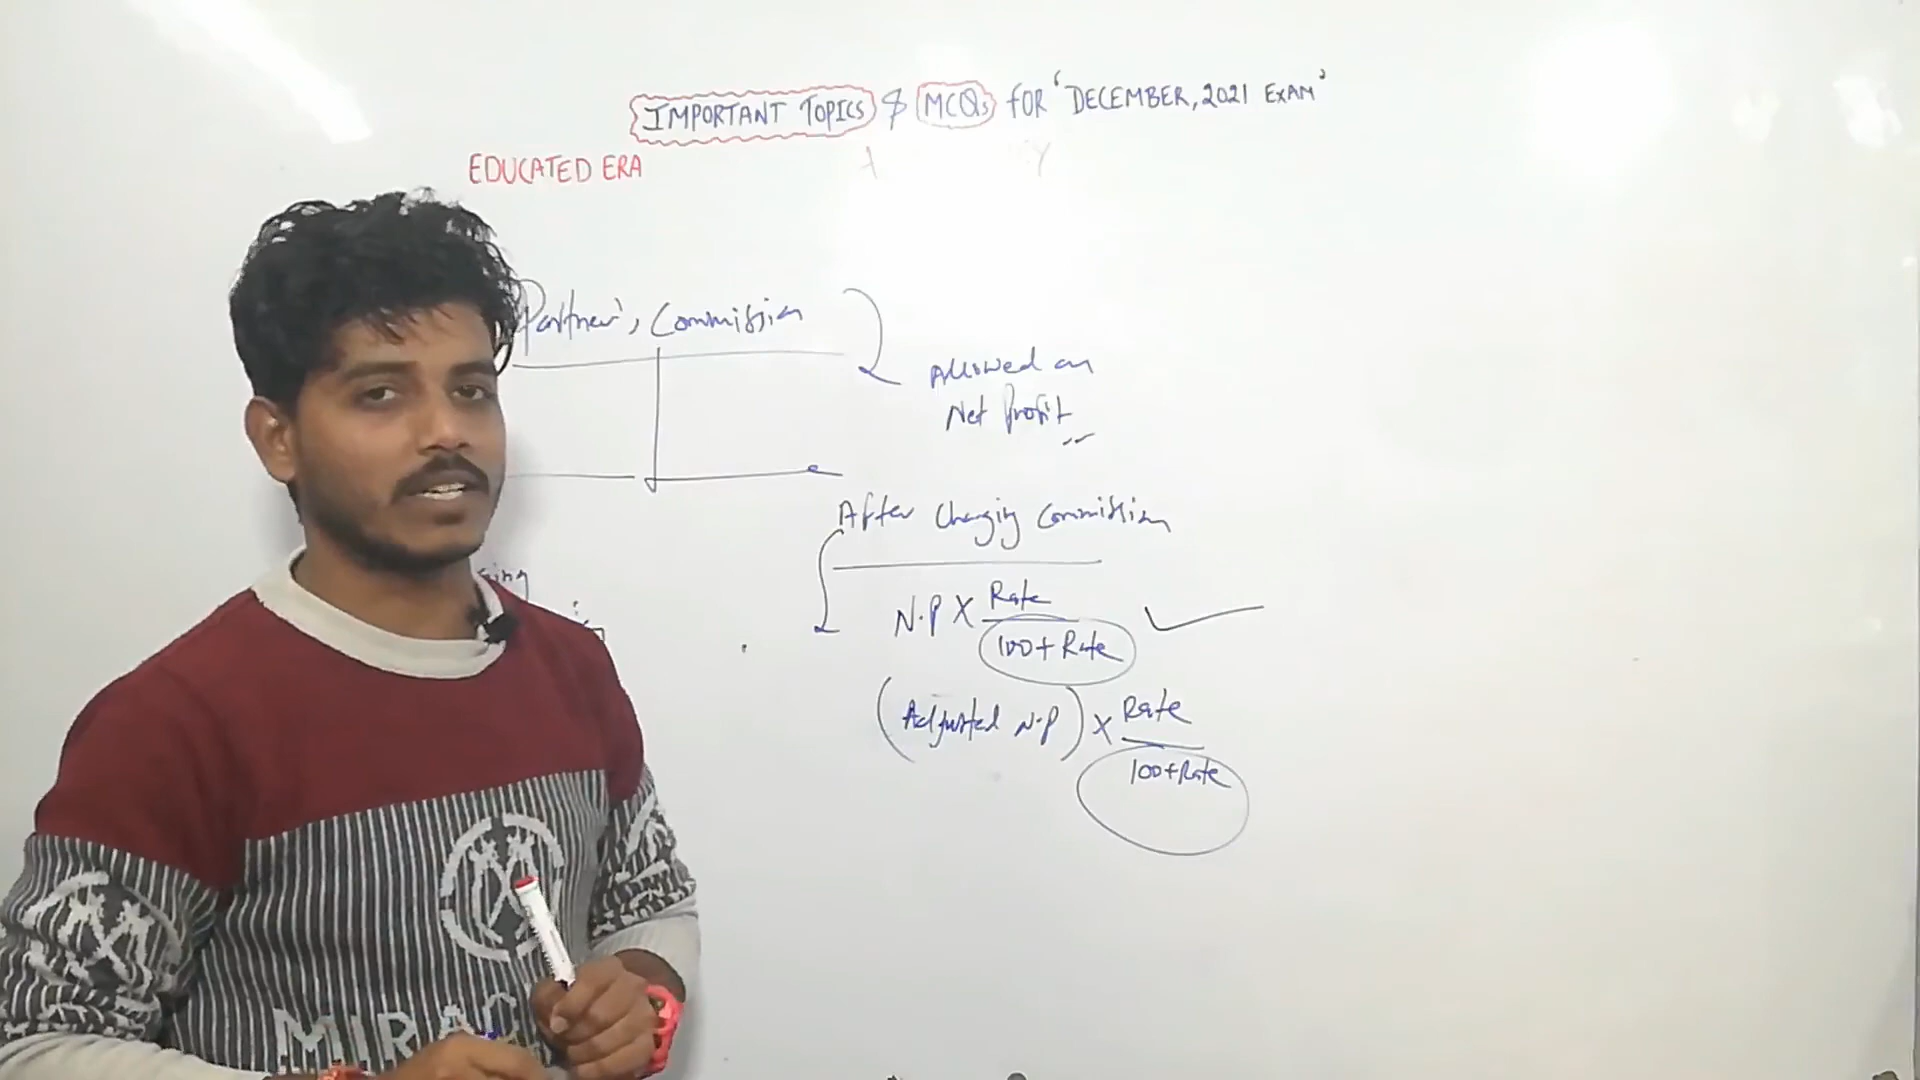 IMPORTANT TOPICS & MCQs FOR 'DECEMBER, 2021 EXAM'
EDUCATED ERA
Partner's Commission
Allowed on
Net Profit
After Charging Commission
N.P X Rate
100+Rate
(Adjusted N.P) X Rate
100+Rate
MIRAC